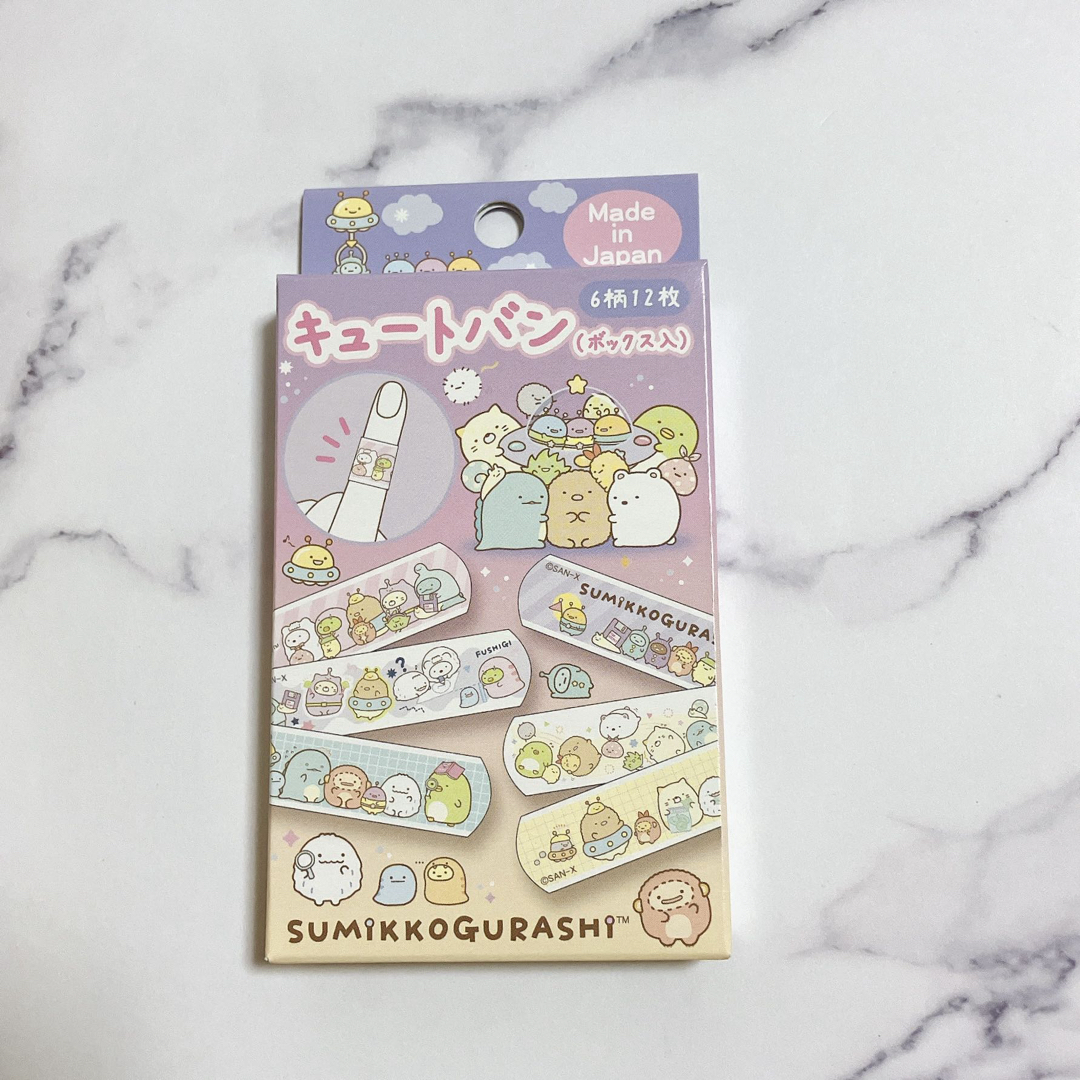 Made
in
Japan
6柄12枚
キュートバン
(ボックス入)
©SAN-X
SUMIKKOGURAS
?
FUSHIGI
N-X
©SAN-X
SUMIKKOGURASHI™